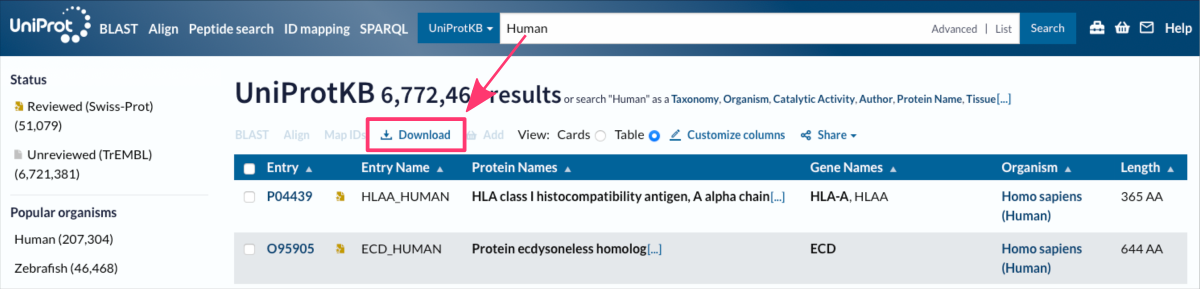 UniProt BLAST Align Peptide search ID mapping SPARQL UniProtKB Human Advanced | List Search Help
Status
Reviewed (Swiss-Prot)
(51,079)
Unreviewed (TrEMBL)
(6,721,381)
Popular organisms
Human (207,304)
Zebrafish (46,468)
UniProtKB 6,772,46 results or search "Human" as a Taxonomy, Organism, Catalytic Activity, Author, Protein Name, Tissue[...]
BLAST Align Map IDs Download Add View: Cards Table Customize columns Share
Entry Entry Name Protein Names Gene Names Organism Length
P04439 HLAA_HUMAN HLA class I histocompatibility antigen, A alpha chain[...] HLA-A, HLAA Homo sapiens 365 AA
(Human)
O95905 ECD_HUMAN Protein ecdysoneless homolog[...] ECD Homo sapiens 644 AA
(Human)